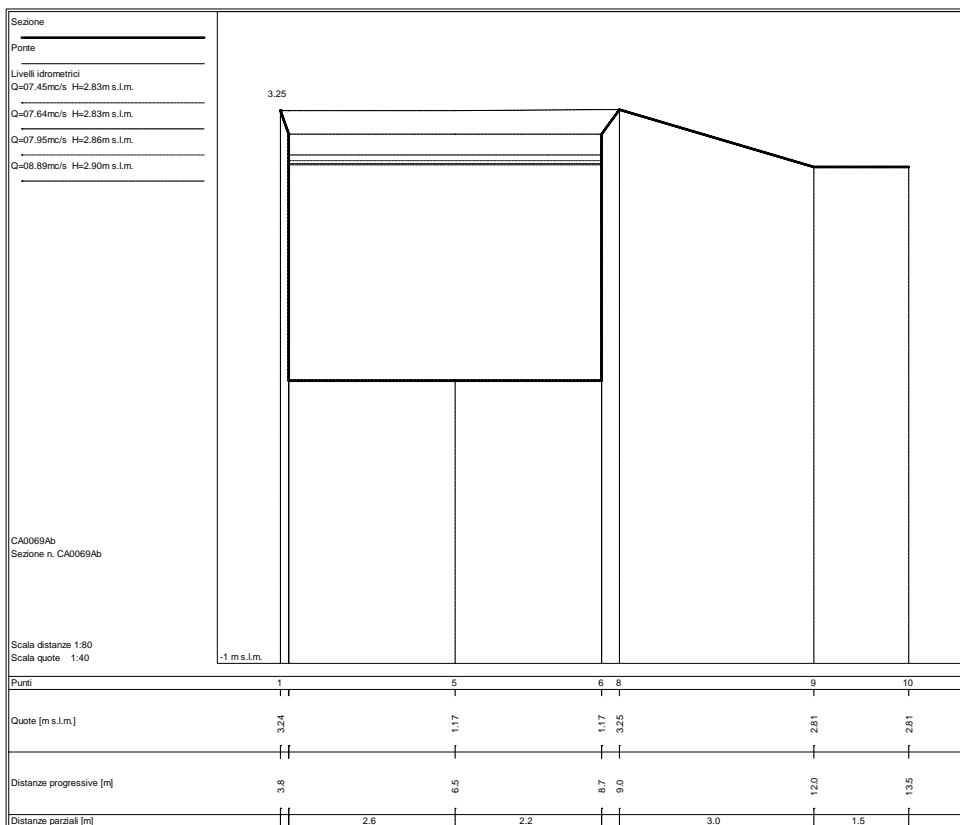 Sezione
Ponte
Livelli idrometrici
Q=07.45mc/s H=2.83m s.l.m.
Q=07.64mc/s H=2.83m s.l.m.
Q=07.95mc/s H=2.86m s.l.m.
Q=08.89mc/s H=2.90m s.l.m.
3.25
CA0069Ab
Sezione n. CA0069Ab
Scala distanze 1:80
Scala quote 1:40
-1 m s.l.m.
Punti 1 5 6 8 9 10
Quote [m s.l.m.] 3.24 1.17 1.17 3.25 2.81 2.81
Distanze progressive [m] 3.8 6.5 8.7 9.0 12.0 13.5
Distanze parziali [m] 2.6 2.2 3.0 1.5